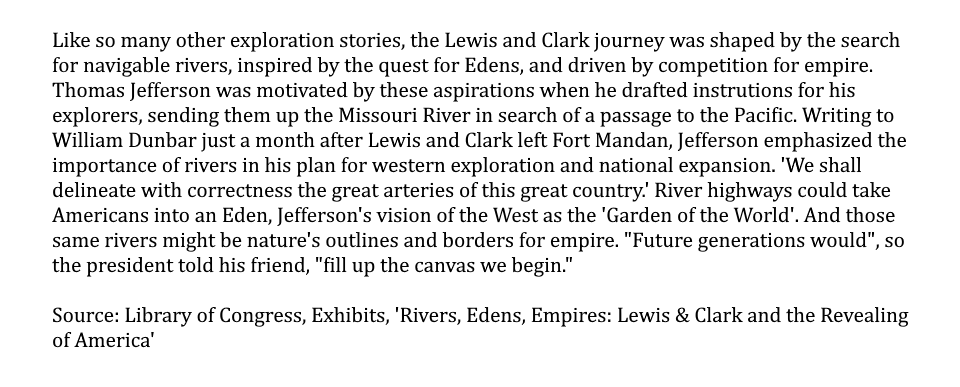 Like so many other exploration stories, the Lewis and Clark journey was shaped by the search
for navigable rivers, inspired by the quest for Edens, and driven by competition for empire.
Thomas Jefferson was motivated by these aspirations when he drafted instrutions for his
explorers, sending them up the Missouri River in search of a passage to the Pacific. Writing to
William Dunbar just a month after Lewis and Clark left Fort Mandan, Jefferson emphasized the
importance of rivers in his plan for western exploration and national expansion. 'We shall
delineate with correctness the great arteries of this great country.' River highways could take
Americans into an Eden, Jefferson's vision of the West as the 'Garden of the World'. And those
same rivers might be nature's outlines and borders for empire. "Future generations would", so
the president told his friend, "fill up the canvas we begin."

Source: Library of Congress, Exhibits, 'Rivers, Edens, Empires: Lewis & Clark and the Revealing
of America'